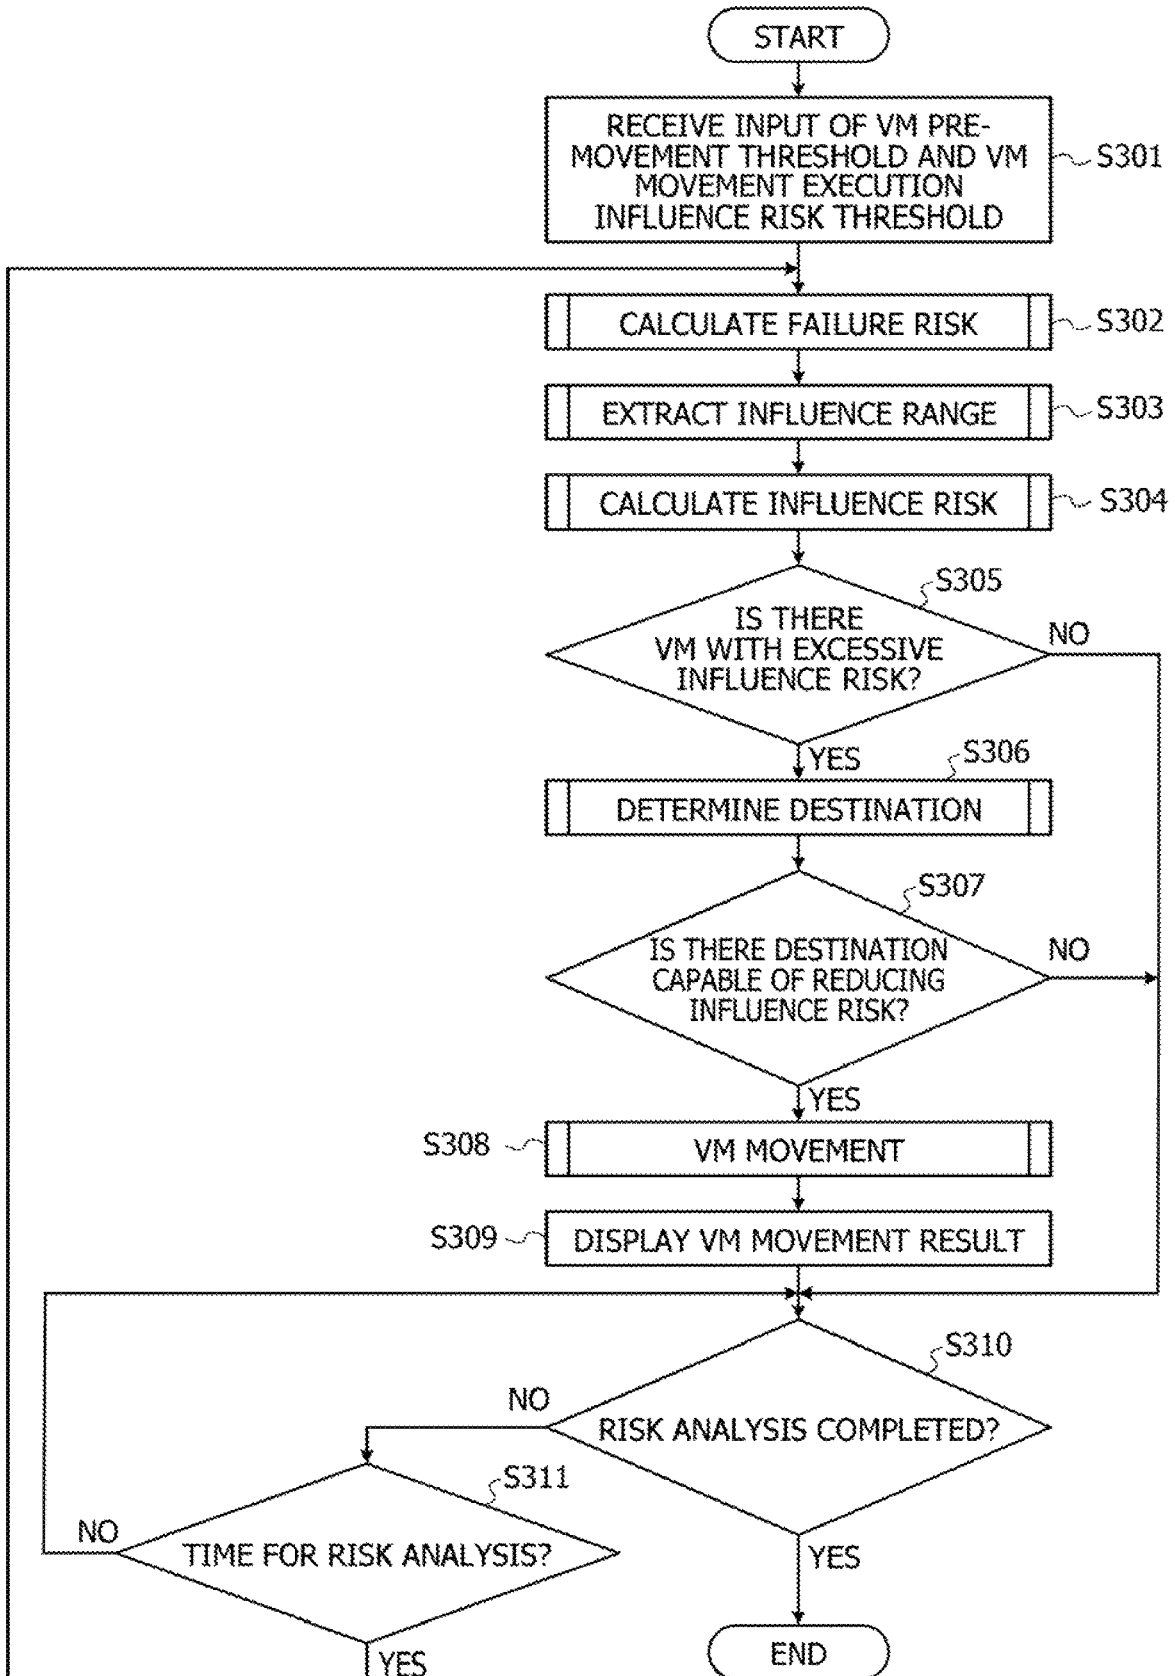 START
RECEIVE INPUT OF VM PRE-
MOVEMENT THRESHOLD AND VM
MOVEMENT EXECUTION
INFLUENCE RISK THRESHOLD
S301
CALCULATE FAILURE RISK
S302
EXTRACT INFLUENCE RANGE
S303
CALCULATE INFLUENCE RISK
S304
S305
IS THERE
VM WITH EXCESSIVE
INFLUENCE RISK?
NO
YES
S306
DETERMINE DESTINATION
S307
IS THERE DESTINATION
CAPABLE OF REDUCING
INFLUENCE RISK?
NO
YES
S308
VM MOVEMENT
S309
DISPLAY VM MOVEMENT RESULT
S310
NO
RISK ANALYSIS COMPLETED?
S311
NO
TIME FOR RISK ANALYSIS?
YES
YES
END